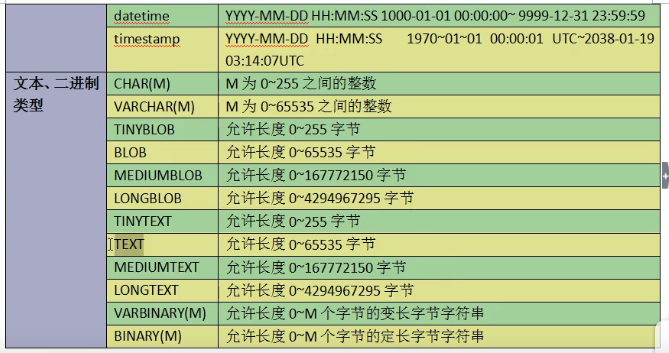 datetime YYYY-MM-DD HH:MM:SS 1000-01-01 00:00:00~ 9999-12-31 23:59:59
timestamp YYYY-MM-DD HH:MM:SS 1970~01~01 00:00:01 UTC~2038-01-19
03:14:07UTC
文本、二进制
类型
CHAR(M) M 为 0~255 之间的整数
VARCHAR(M) M 为 0~65535 之间的整数
TINYBLOB 允许长度 0~255 字节
BLOB 允许长度 0~65535 字节
MEDIUMBLOB 允许长度 0~167772150 字节
LONGBLOB 允许长度 0~4294967295 字节
TINYTEXT 允许长度 0~255 字节
TEXT 允许长度 0~65535 字节
MEDIUMTEXT 允许长度 0~167772150 字节
LONGTEXT 允许长度 0~4294967295 字节
VARBINARY(M) 允许长度 0~M 个字节的变长字节字符串
BINARY(M) 允许长度 0~M 个字节的定长字节字符串